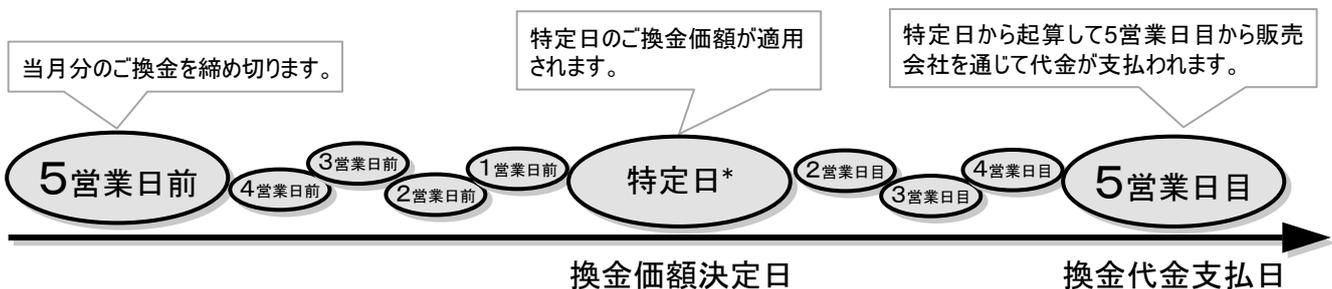 当月分のご換金を締め切ります。
特定日のご換金価額が適用
されます。
特定日から起算して5営業日目から販売
会社を通じて代金が支払われます。
5営業日前
4営業日前
3営業日前
2営業日前
1営業日前
特定日*
2営業日目
3営業日目
4営業日目
5営業日目
換金価額決定日
換金代金支払日